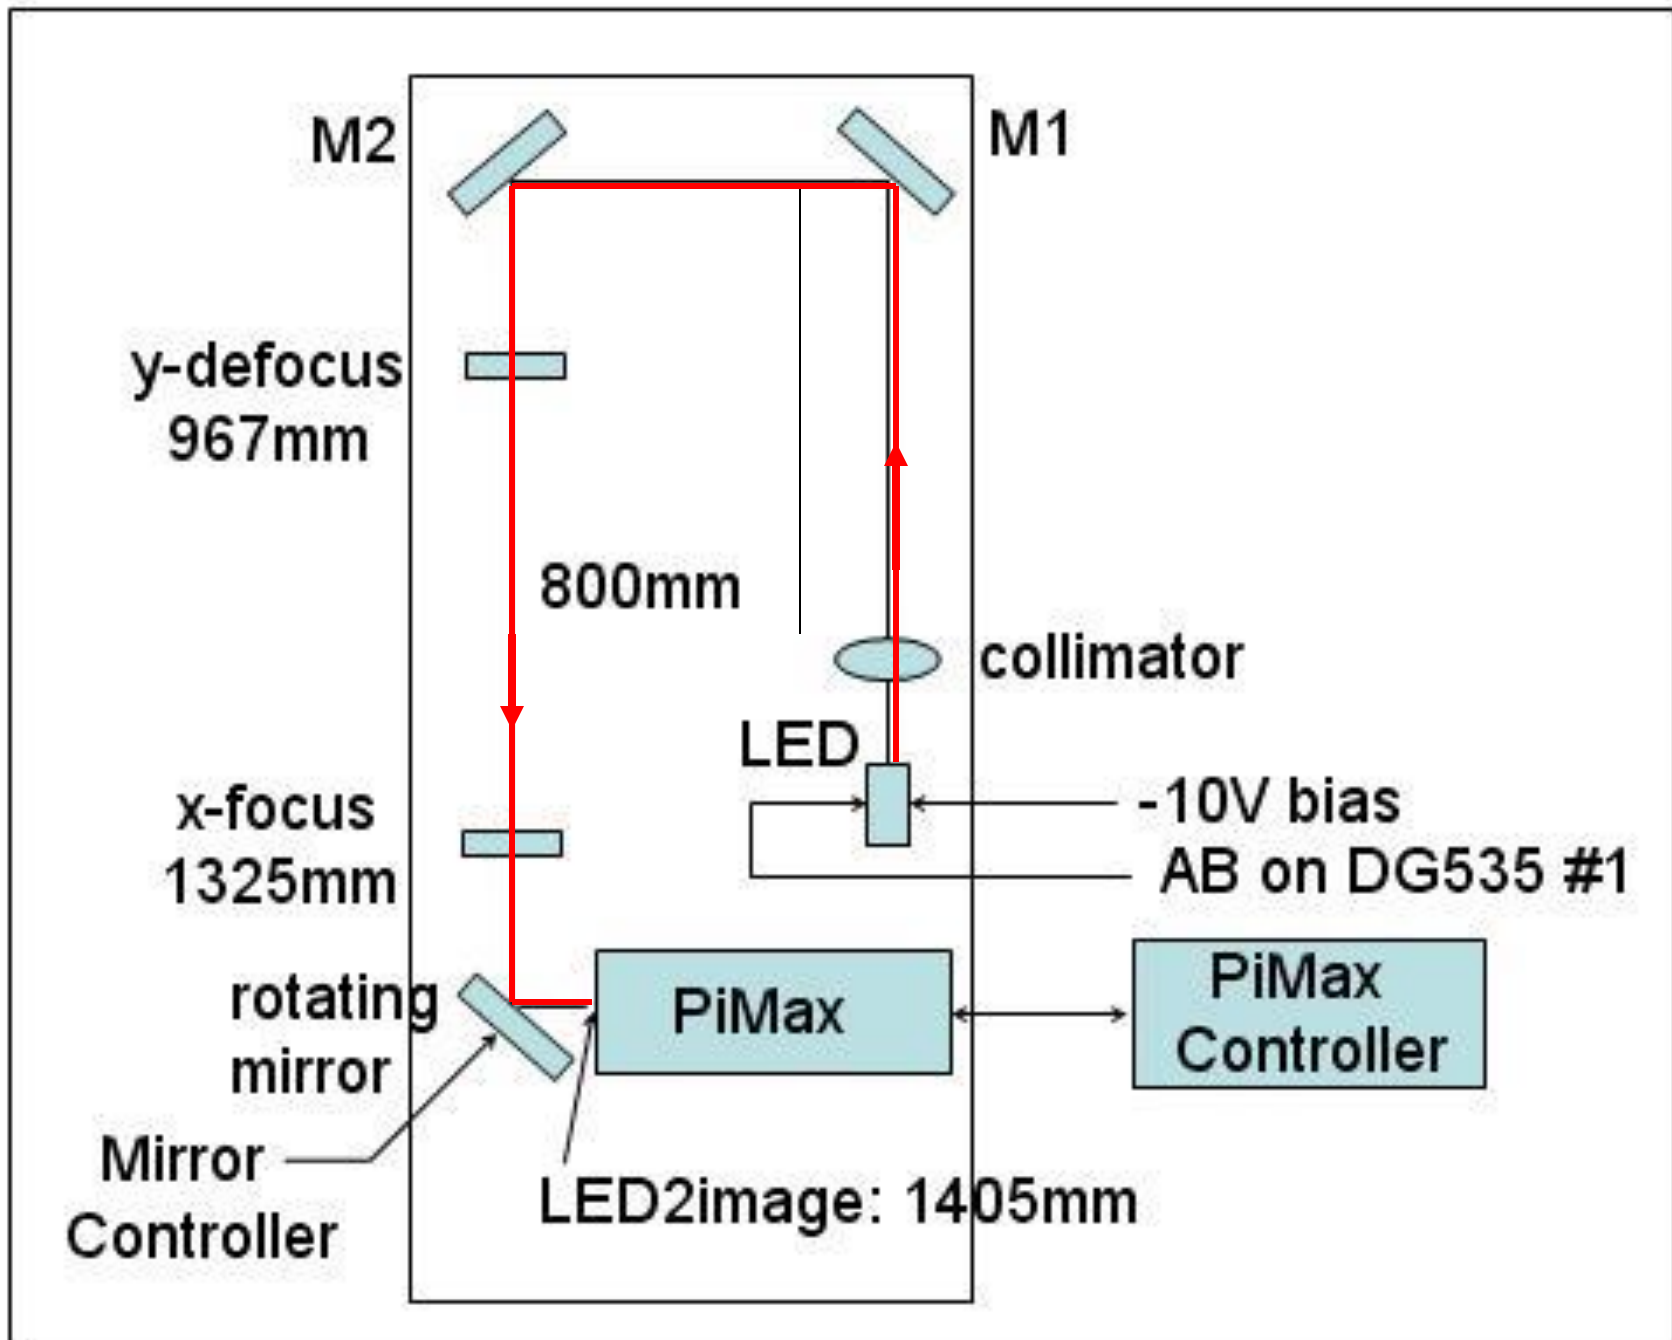 M2
M1
y-defocus
967mm
800mm
collimator
LED
x-focus
1325mm
-10V bias
AB on DG535 #1
rotating
mirror
PiMax
PiMax
Controller
Mirror
Controller
LED2image: 1405mm